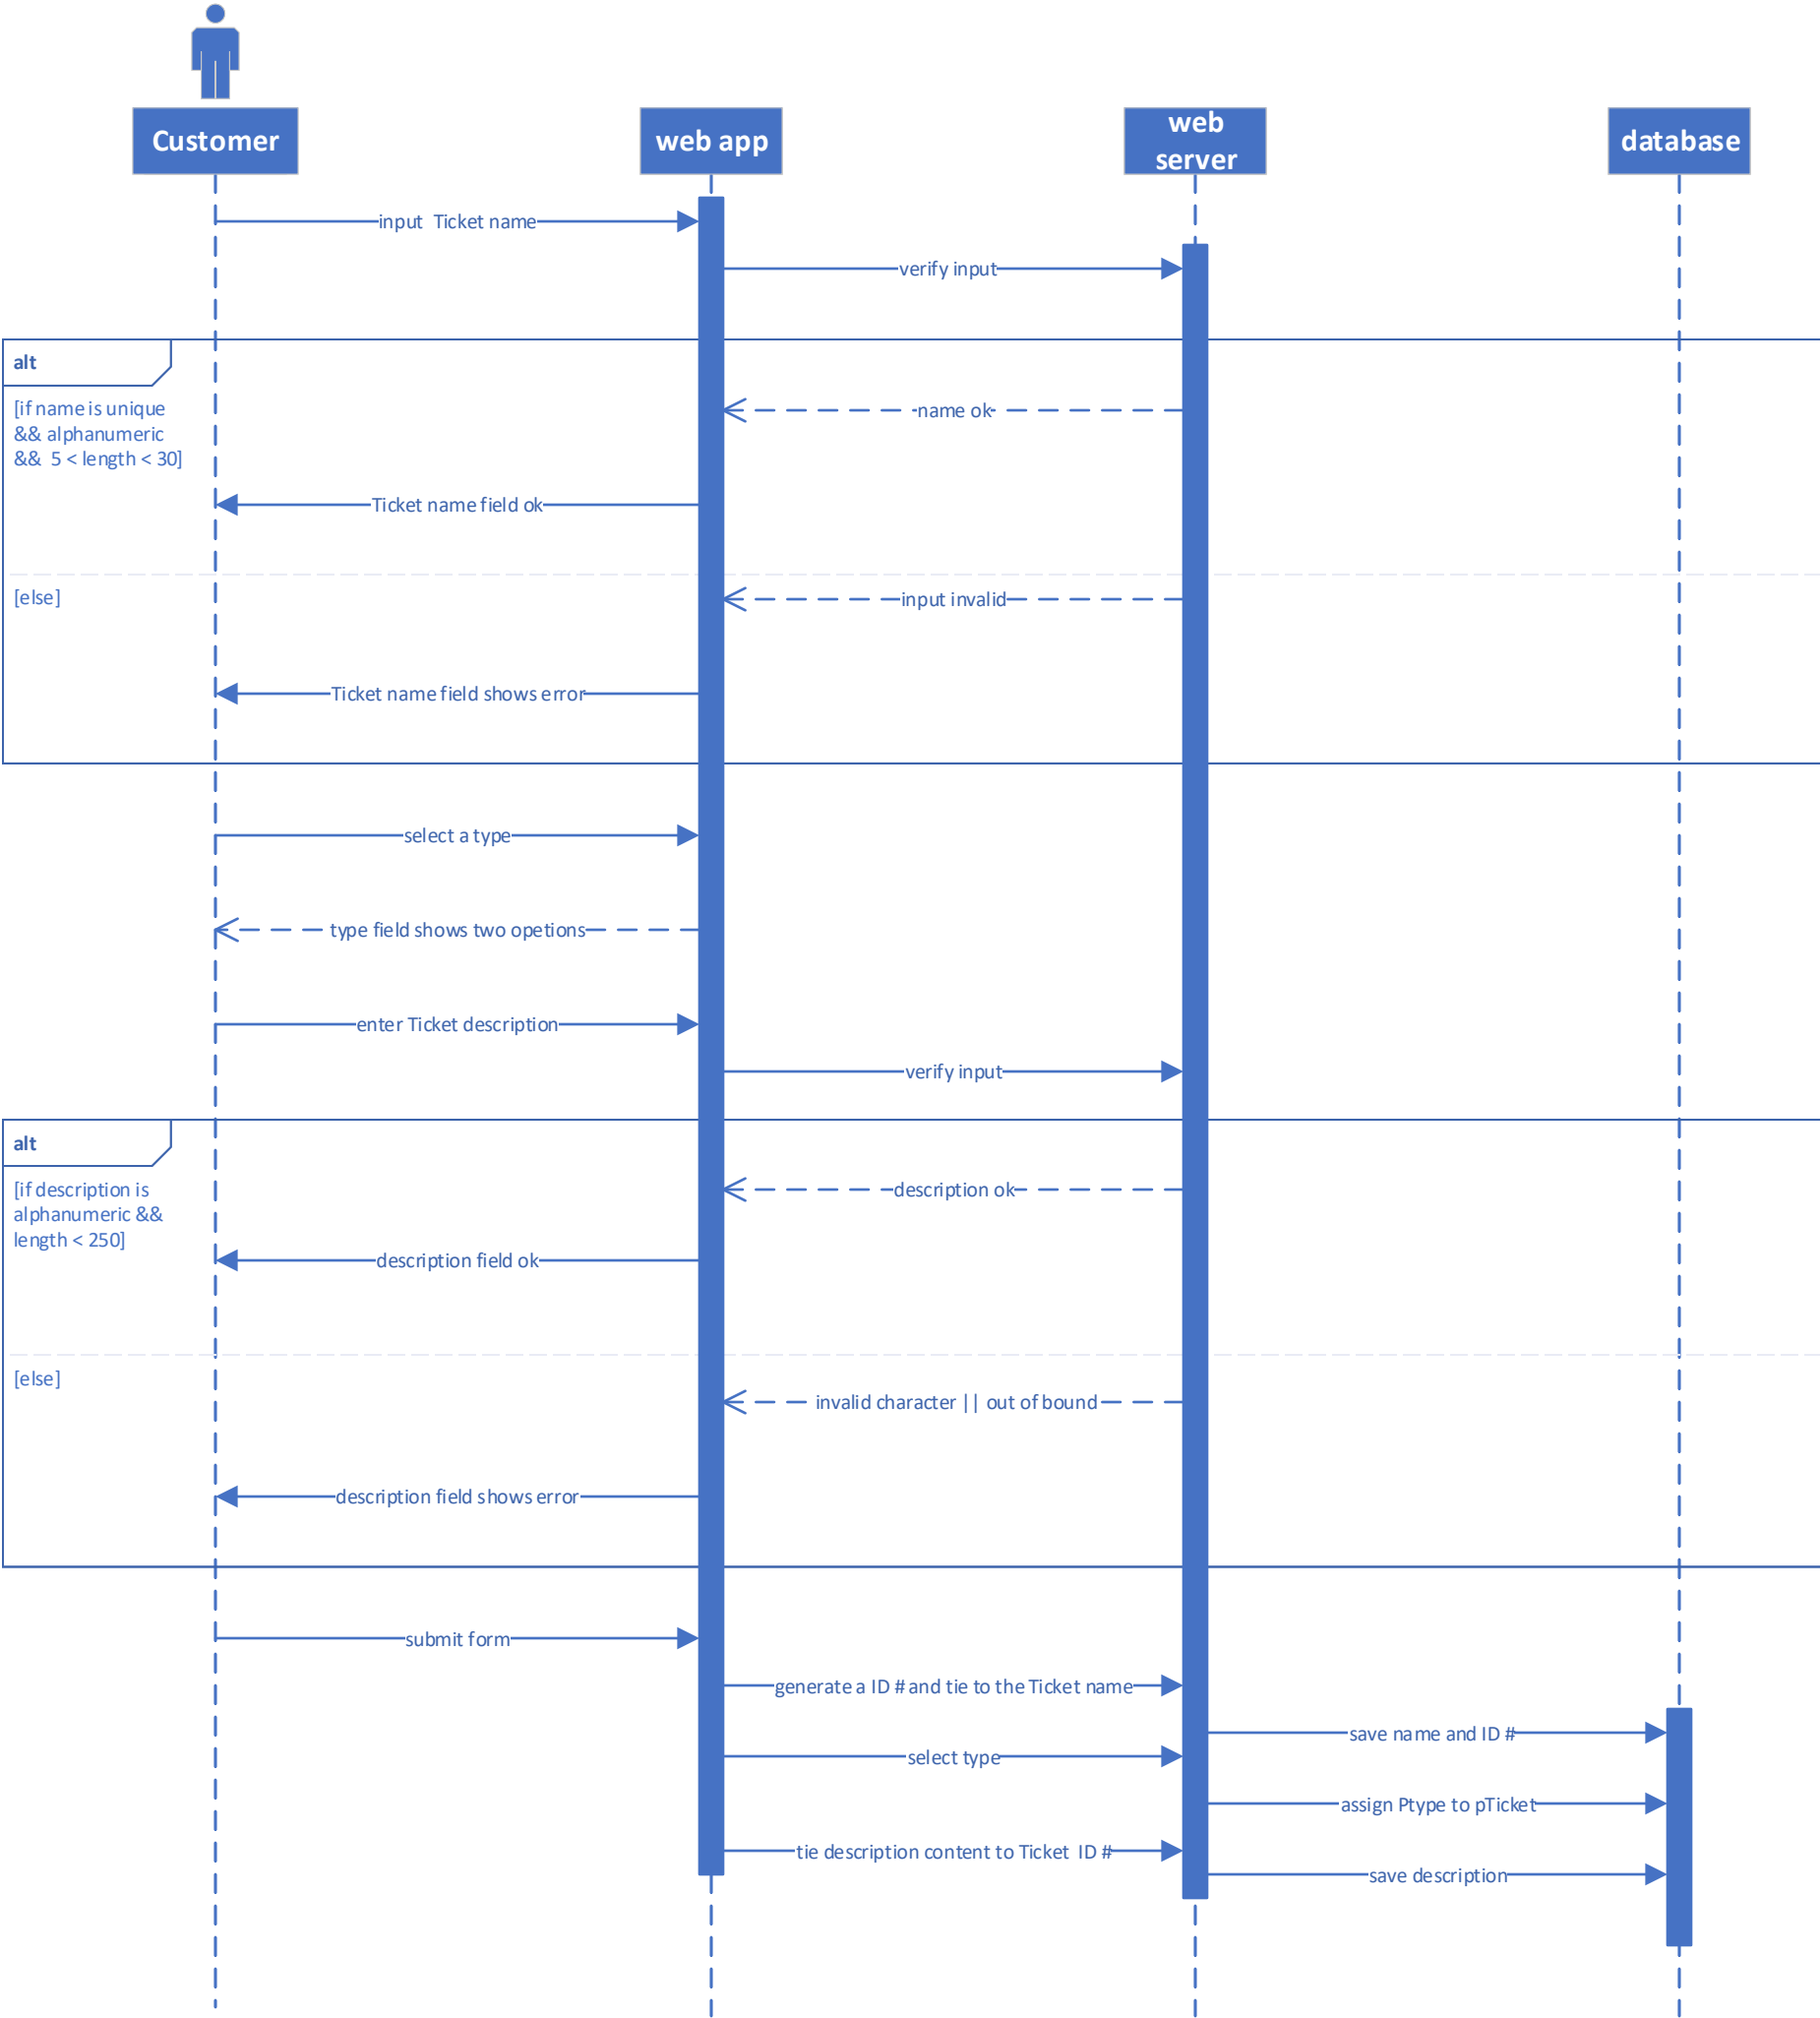 Customer
web app
web
server
database
input  Ticket name
verify input
alt
[if name is unique
&& alphanumeric
&&  5 < length < 30]
name ok
Ticket name field ok
[else]
input invalid
Ticket name field shows error
select a type
type field shows two opetions
enter Ticket description
verify input
alt
[if description is
alphanumeric &&
length < 250]
description ok
description field ok
[else]
invalid character || out of bound
description field shows error
submit form
generate a ID # and tie to the Ticket name
save name and ID #
select type
assign Ptype to pTicket
tie description content to Ticket  ID #
save description